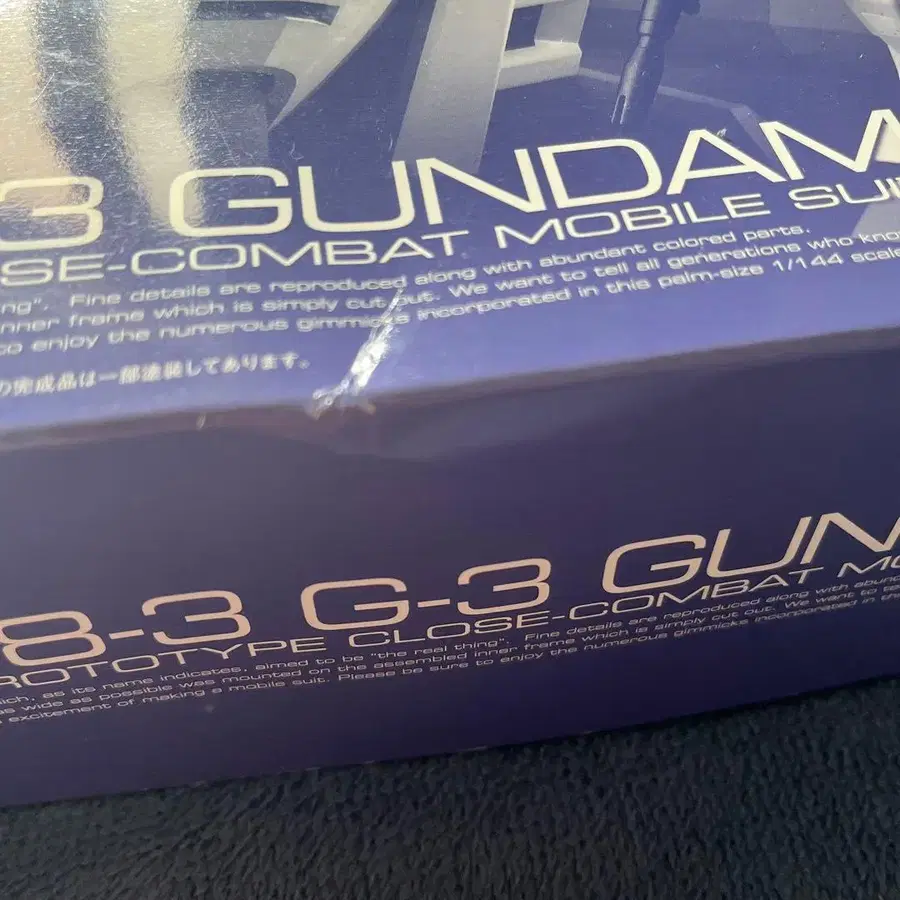 3 GUNDAM
SE-COMBAT MOBILE SUI
ng". Fine details are reproduced along with abundant colored parts.
inner frame which is simply cut out. We want to tell all generations who kno
to enjoy the numerous gimmicks incorporated in this palm-size 1/144 scale
の完成品は一部塗装してあります。
8-3 G-3 GUN
ROTOTYPE CLOSE-COMBAT MO
ich, as its name indicates, aimed to be "the real thing". Fine details are reproduced along with abund
as wide as possible was mounted on the assembled inner frame which is simply cut out. We want to tell
excitement of making a mobile suit. Please be sure to enjoy the numerous gimmicks incorporated in th